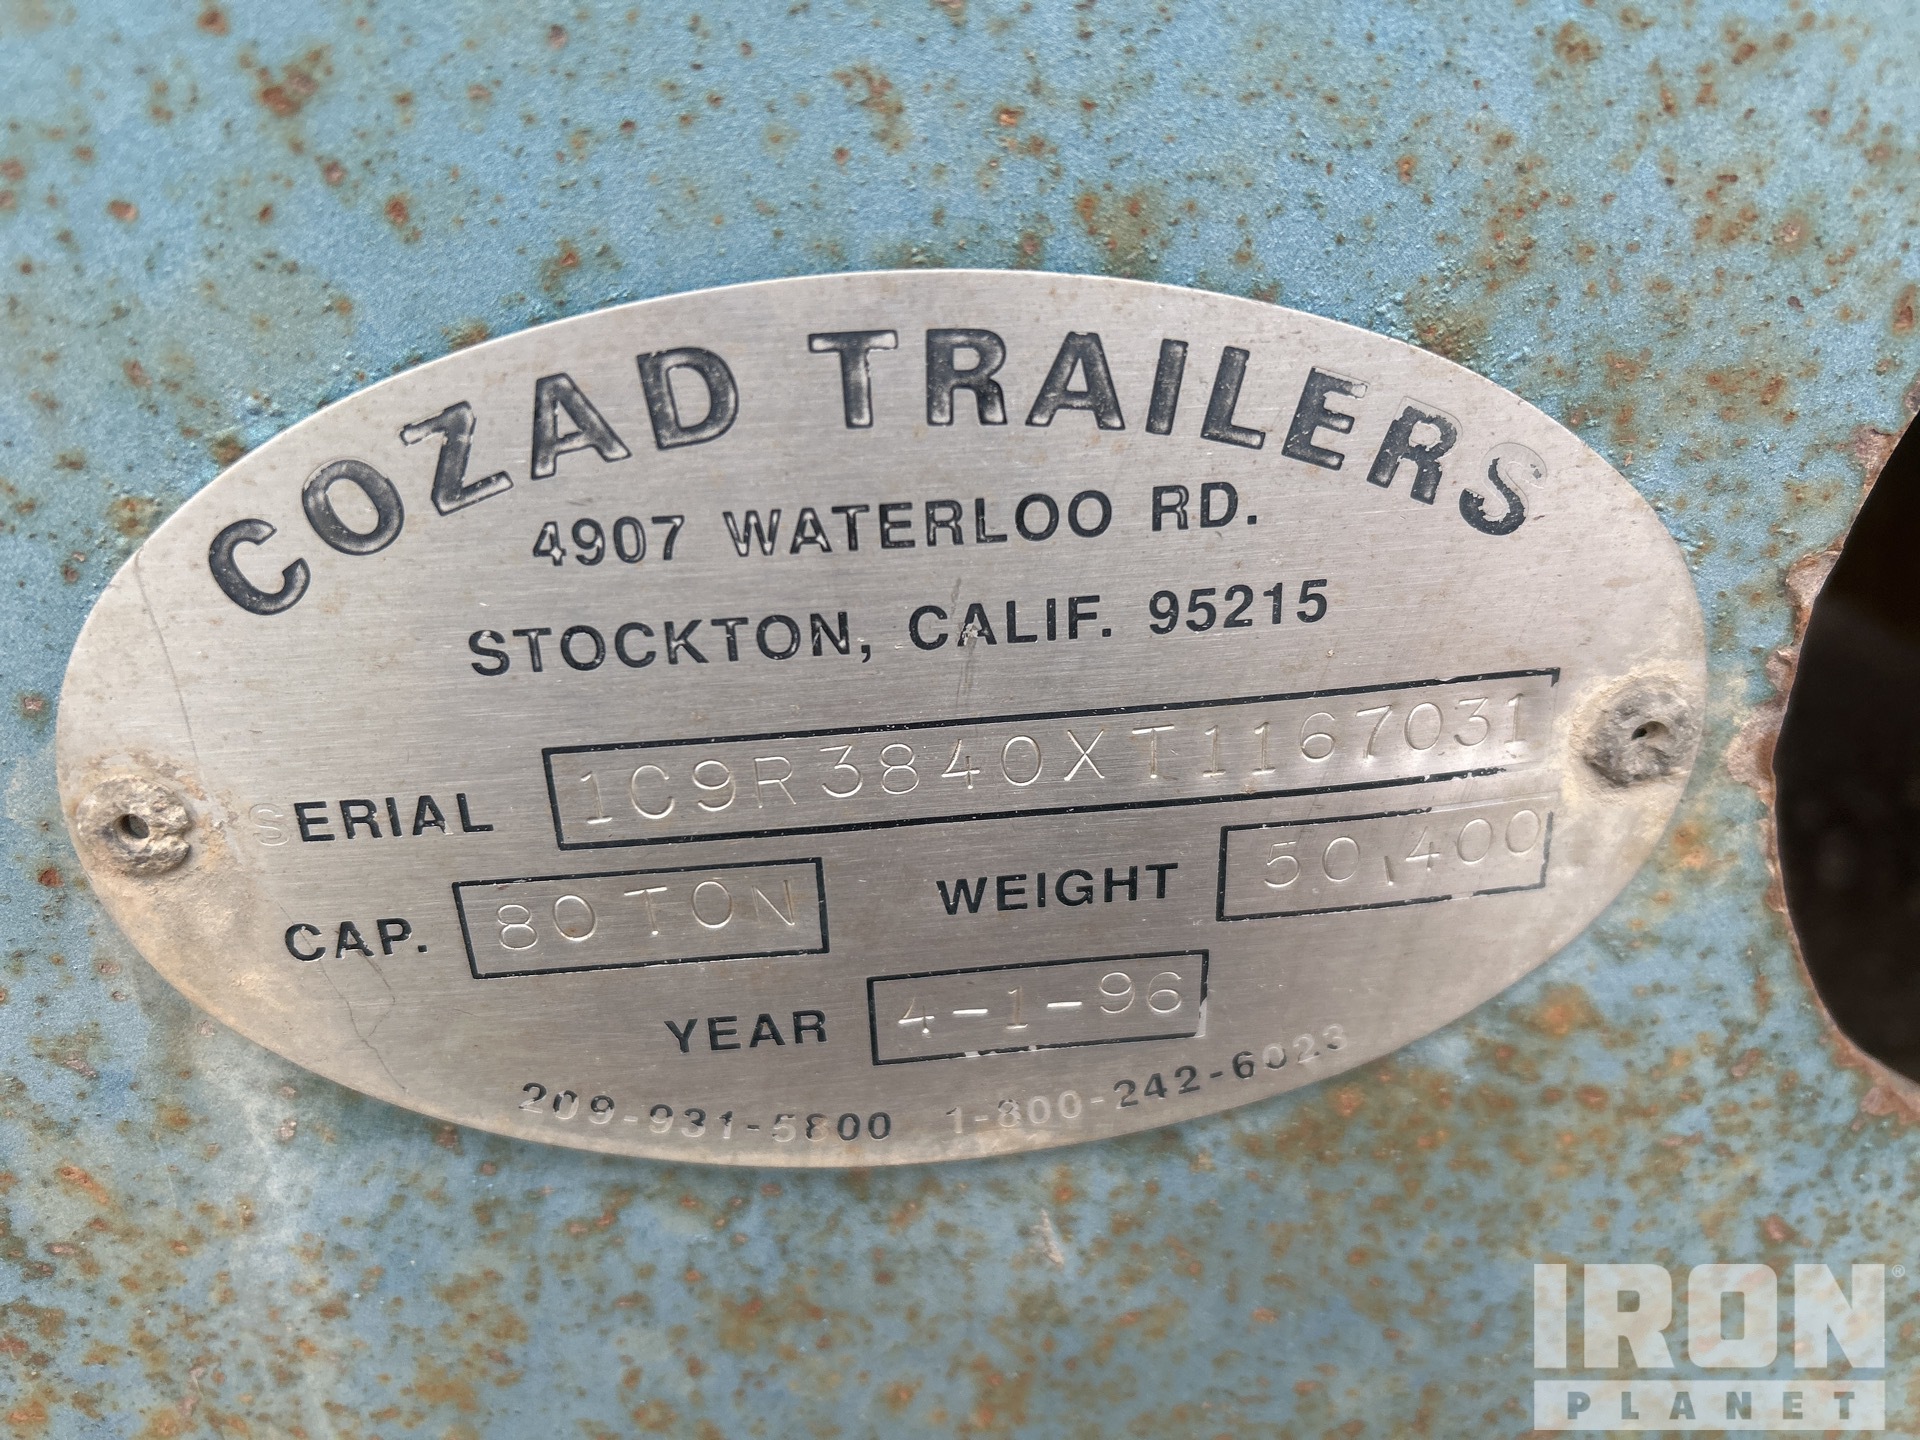 COZAD TRAILERS
4907 WATERLOO RD.
STOCKTON, CALIF. 95215
SERIAL 1C9R3840XT1167031
CAP. 80 TON WEIGHT 50,400
YEAR 4-1-96
209-931-5800 1-800-242-6023
IRON®
PLANET